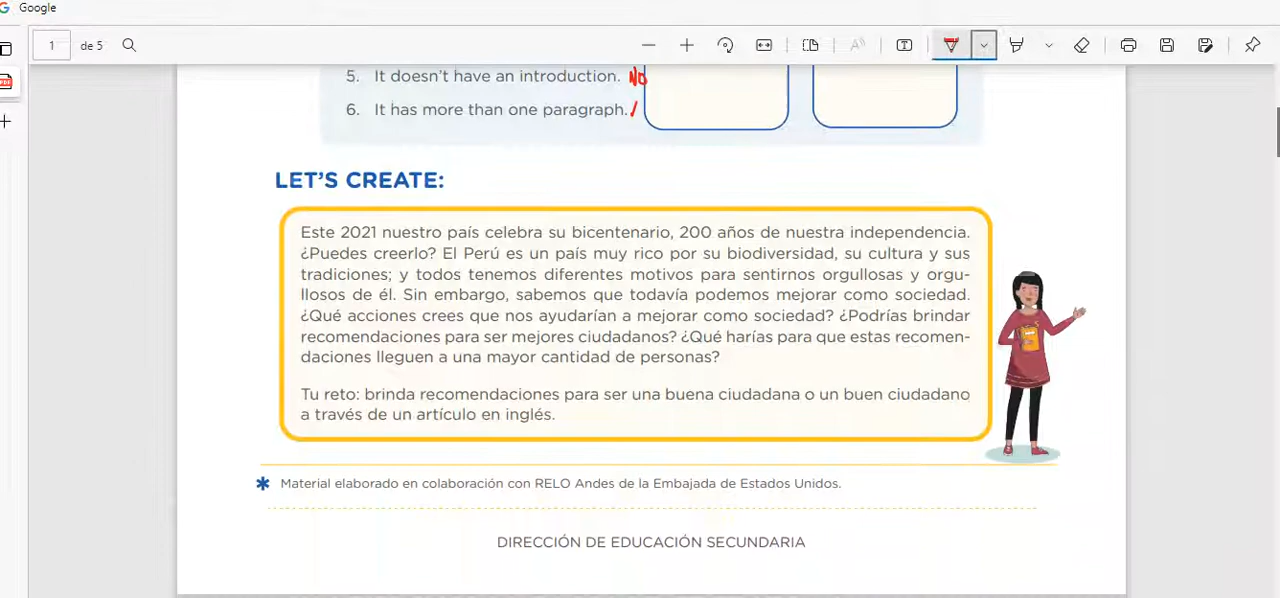 Google
1 de 5
5. It doesn't have an introduction. NO
6. It has more than one paragraph. /
LET'S CREATE:
Este 2021 nuestro país celebra su bicentenario, 200 años de nuestra independencia.
¿Puedes creerlo? El Perú es un país muy rico por su biodiversidad, su cultura y sus
tradiciones; y todos tenemos diferentes motivos para sentirnos orgullosas y orgu-
llosos de él. Sin embargo, sabemos que todavía podemos mejorar como sociedad.
¿Qué acciones crees que nos ayudarían a mejorar como sociedad? ¿Podrías brindar
recomendaciones para ser mejores ciudadanos? ¿Qué harías para que estas recomen-
daciones lleguen a una mayor cantidad de personas?
Tu reto: brinda recomendaciones para ser una buena ciudadana o un buen ciudadano
a través de un artículo en inglés.
* Material elaborado en colaboración con RELO Andes de la Embajada de Estados Unidos.
DIRECCIÓN DE EDUCACIÓN SECUNDARIA